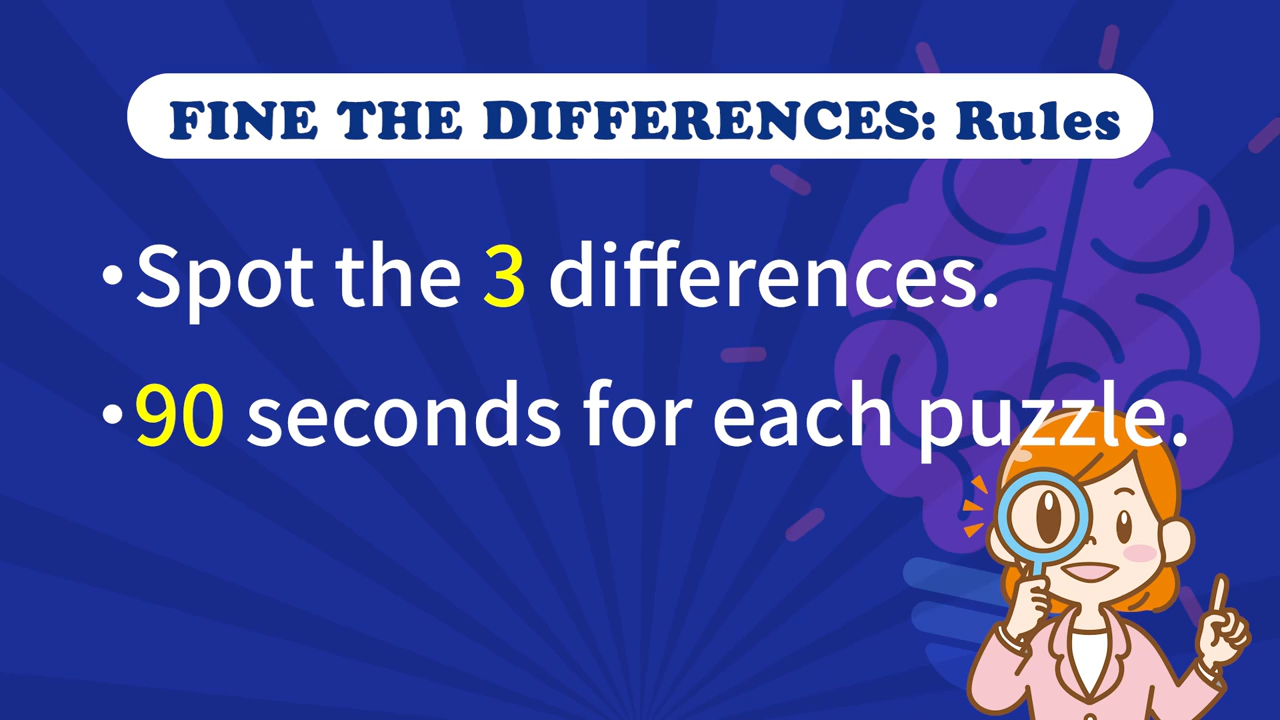 FINE THE DIFFERENCES: Rules
•Spot the 3 differences.
•90 seconds for each puzzle.